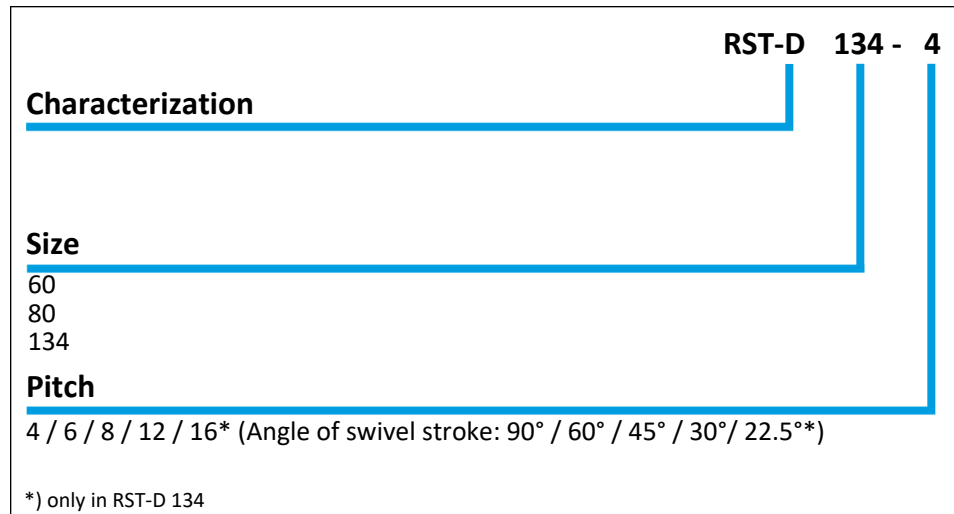 RST-D 134 - 4
Characterization
Size
60
80
134
Pitch
4 / 6 / 8 / 12 / 16* (Angle of swivel stroke: 90° / 60° / 45° / 30°/ 22.5°*)
*) only in RST-D 134